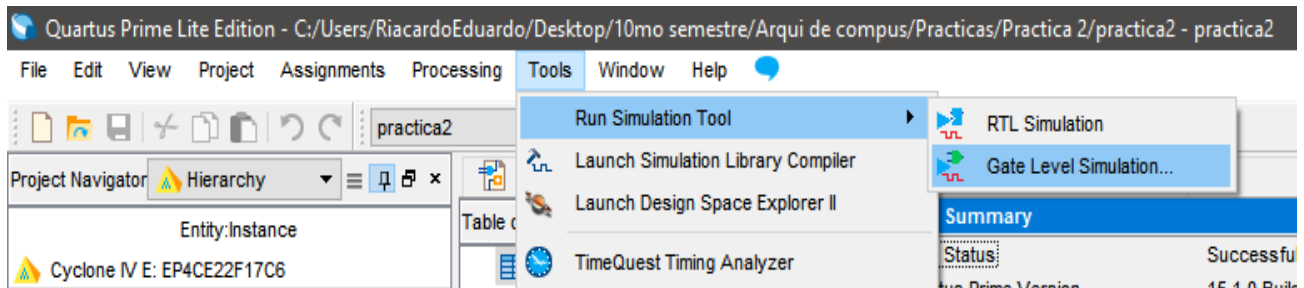 Quartus Prime Lite Edition - C:/Users/RiacardoEduardo/Desktop/10mo semestre/Arqui de compus/Practicas/Practica 2/practica2 - practica2
File Edit View Project Assignments Processing Tools Window Help
practica2
Run Simulation Tool
RTL Simulation
Launch Simulation Library Compiler
Gate Level Simulation...
Project Navigator Hierarchy
Launch Design Space Explorer II
Summary
Entity:Instance
Table
Status
Cyclone IV E: EP4CE22F17C6
TimeQuest Timing Analyzer